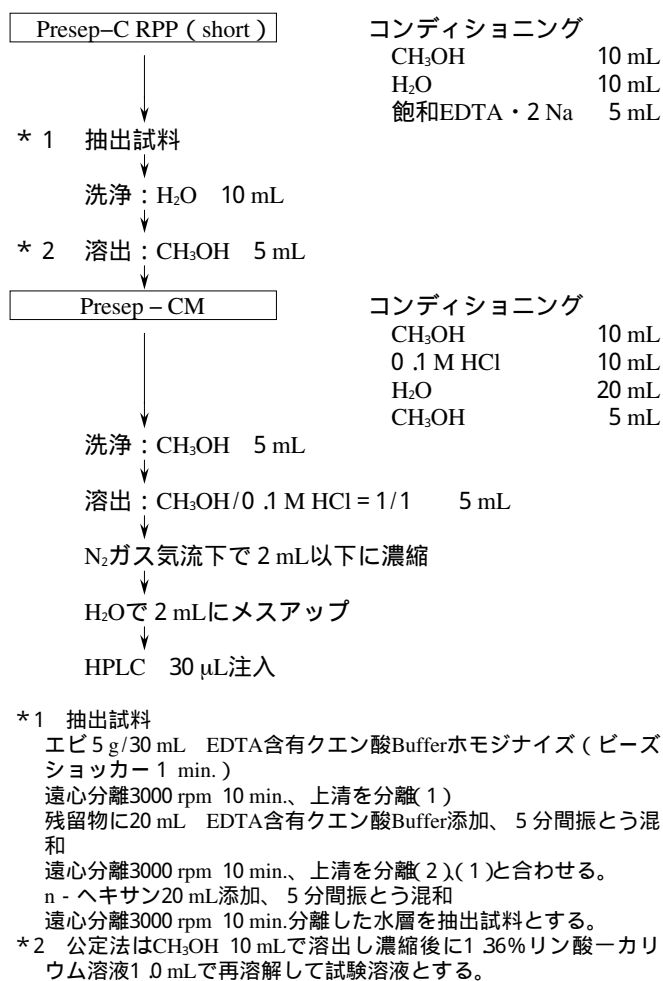 Presep−C RPP（short） コンディショニング
CH₃OH 10 mL
H₂O 10 mL
飽和EDTA・2 Na 5 mL
＊1 抽出試料
洗浄：H₂O 10 mL
＊2 溶出：CH₃OH 5 mL
Presep − CM コンディショニング
CH₃OH 10 mL
0 .1 M HCl 10 mL
H₂O 20 mL
CH₃OH 5 mL
洗浄：CH₃OH 5 mL
溶出：CH₃OH/0 .1 M HCl = 1/1 5 mL
N₂ガス気流下で 2 mL以下に濃縮
H₂Oで 2 mLにメスアップ
HPLC 30 μL注入
＊1 抽出試料
エビ 5 g/30 mL EDTA含有クエン酸Bufferホモジナイズ（ビーズ
ショッカー 1 min.）
遠心分離3000 rpm 10 min.、上清を分離(1)
残留物に20 mL EDTA含有クエン酸Buffer添加、5 分間振とう混
和
遠心分離3000 rpm 10 min.、上清を分離(2)、(1)と合わせる。
n - ヘキサン20 mL添加、5 分間振とう混和
遠心分離3000 rpm 10 min.分離した水層を抽出試料とする。
＊2 公定法はCH₃OH 10 mLで溶出し濃縮後に1 .36%リン酸一カリ
ウム溶液1 .0 mLで再溶解して試験溶液とする。